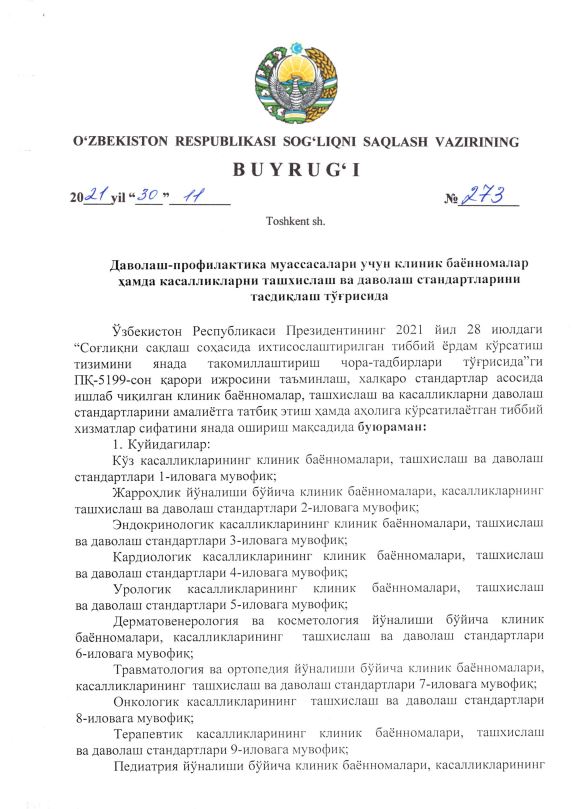 O‘ZBEKISTON RESPUBLIKASI SOG‘LIQNI SAQLASH VAZIRINING
BUYRUG‘I
2021 yil “30” 11 № 273
Toshkent sh.
Даволаш-профилактика муассасалари учун клиник баённомалар
ҳамда касалликларни ташхислаш ва даволаш стандартларини
тасдиқлаш тўғрисида
Ўзбекистон Республикаси Президентининг 2021 йил 28 июлдаги
“Соғлиқни сақлаш соҳасида ихтисослаштирилган тиббий ёрдам кўрсатиш
тизимини янада такомиллаштириш чора-тадбирлари тўғрисида”ги
ПҚ-5199-сон қарори ижросини таъминлаш, халқаро стандартлар асосида
ишлаб чиқилган клиник баённомалар, ташхислаш ва касалликларни даволаш
стандартларини амалиётга татбиқ этиш ҳамда аҳолига кўрсатилаётган тиббий
хизматлар сифатини янада ошириш мақсадида буюраман:
1. Куйидагилар:
Кўз касалликларининг клиник баённомалари, ташхислаш ва даволаш
стандартлари 1-иловага мувофиқ;
Жарроҳлик йўналиши бўйича клиник баённомалари, касалликларнинг
ташхислаш ва даволаш стандартлари 2-иловага мувофиқ;
Эндокринологик касалликларининг клиник баённомалари, ташхислаш
ва даволаш стандартлари 3-иловага мувофиқ;
Кардиологик касалликларининг клиник баённомалари, ташхислаш
ва даволаш стандартлари 4-иловага мувофиқ;
Урологик касалликларининг клиник баённомалари, ташхислаш
ва даволаш стандартлари 5-иловага мувофиқ;
Дерматовенерология ва косметология йўналиши бўйича клиник
баённомалари, касалликларининг ташхислаш ва даволаш стандартлари
6-иловага мувофиқ;
Травматология ва ортопедия йўналиши бўйича клиник баённомалари,
касалликларининг ташхислаш ва даволаш стандартлари 7-иловага мувофиқ;
Онкологик касалликларининг ташхислаш ва даволаш стандартлари
8-иловага мувофиқ;
Терапевтик касалликларининг клиник баённомалари, ташхислаш
ва даволаш стандартлари 9-иловага мувофиқ;
Педиатрия йўналиши бўйича клиник баённомалари, касалликларининг